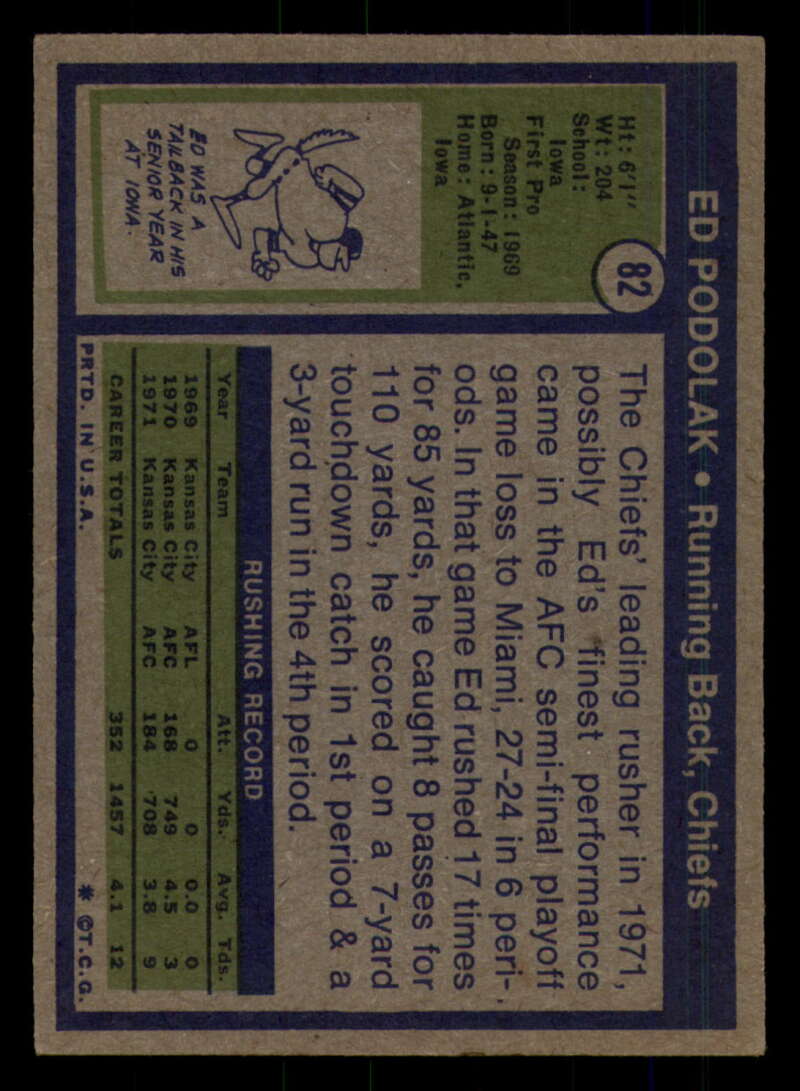 ED PODOLAK • Running Back, Chiefs
82
Ht: 6'1"
Wt: 204
School:
Iowa
First Pro
Season: 1969
Born: 9-1-47
Home: Atlantic,
Iowa
ED WAS A
TAILBACK IN HIS
SENIOR YEAR
AT IOWA.
The Chiefs' leading rusher in 1971,
possibly Ed's finest performance
came in the AFC semi-final playoff
game loss to Miami, 27-24 in 6 peri-
ods. In that game Ed rushed 17 times
for 85 yards, he caught 8 passes for
110 yards, he scored on a 7-yard
touchdown catch in 1st period & a
3-yard run in the 4th period.
RUSHING RECORD
Year Team Att. Yds. Avg. Tds.
1969 Kansas City AFL 0 0 0.0 0
1970 Kansas City AFC 168 749 4.5 3
1971 Kansas City AFC 184 708 3.8 9
CAREER TOTALS 352 1457 4.1 12
PRTD. IN U.S.A. * ©T.C.G.